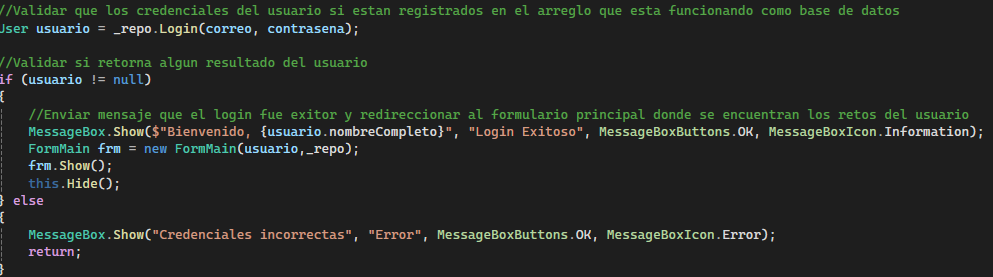 //Validar que los credenciales del usuario si estan registrados en el arreglo que esta funcionando como base de datos
User usuario = _repo.Login(correo, contrasena);
//Validar si retorna algun resultado del usuario
if (usuario != null)
{
//Enviar mensaje que el login fue exitor y redireccionar al formulario principal donde se encuentran los retos del usuario
MessageBox.Show($"Bienvenido, {usuario.nombreCompleto}", "Login Exitoso", MessageBoxButtons.OK, MessageBoxIcon.Information);
FormMain frm = new FormMain(usuario,_repo);
frm.Show();
this.Hide();
} else
{
MessageBox.Show("Credenciales incorrectas", "Error", MessageBoxButtons.OK, MessageBoxIcon.Error);
return;
}